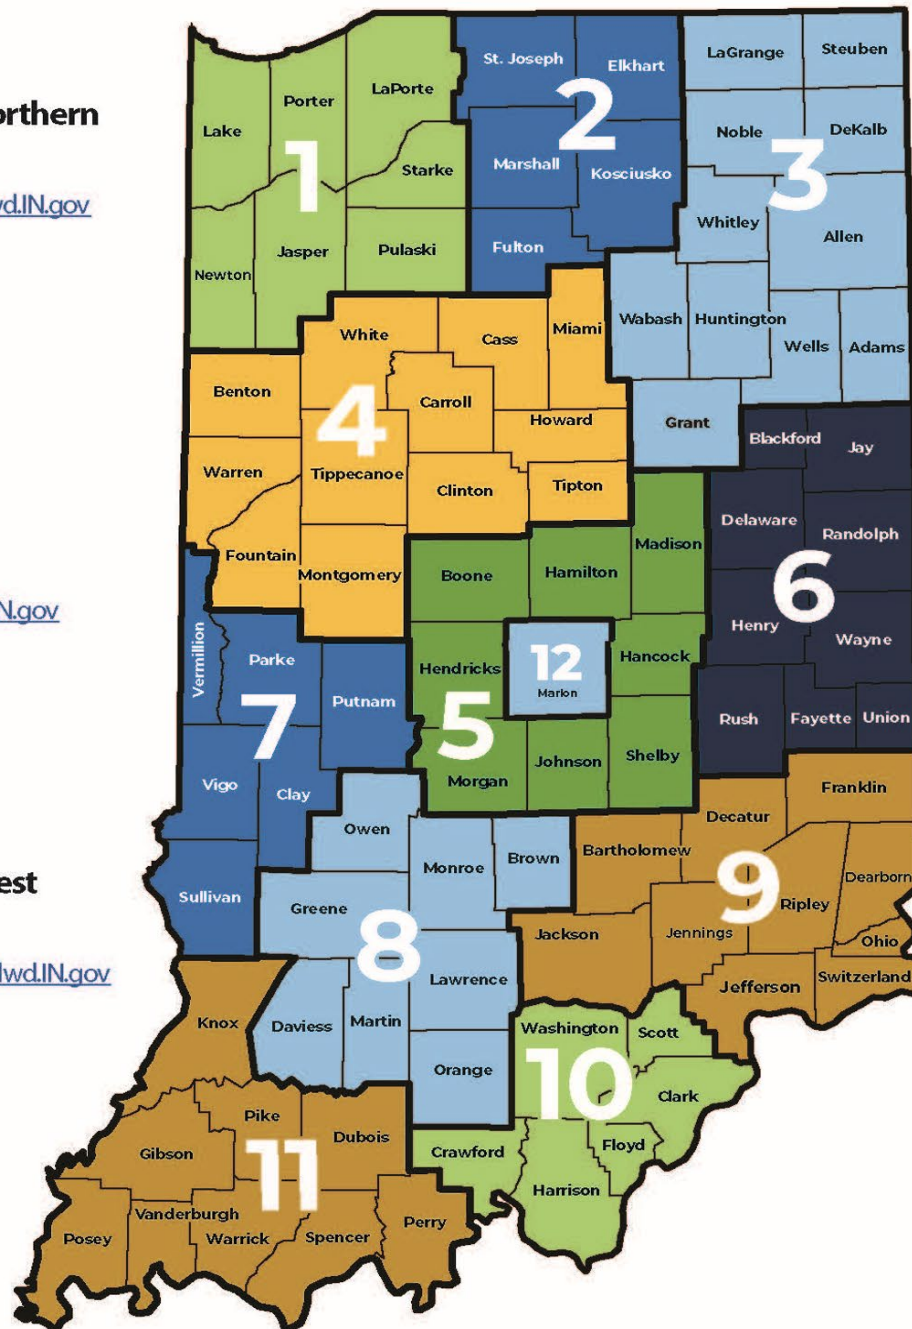 orthern
wd.IN.gov
N.gov
est
lwd.IN.gov
St. Joseph
Elkhart
LaGrange
Steuben
LaPorte
Porter
Lake
2
Noble
DeKalb
1
Starke
Marshall
Kosciusko
3
Whitley
Allen
Newton
Jasper
Pulaski
Fulton
Wabash
Huntington
Wells
Adams
White
Cass
Miami
Benton
Carroll
4
Howard
Grant
Blackford
Jay
Warren
Tippecanoe
Clinton
Tipton
Delaware
Randolph
Fountain
Montgomery
Boone
Hamilton
Madison
6
Henry
Wayne
Vermillion
Parke
Putnam
Hendricks
12
Marion
Hancock
7
5
Rush
Fayette
Union
Vigo
Clay
Morgan
Johnson
Shelby
Franklin
Owen
Monroe
Brown
Decatur
Bartholomew
9
Dearborn
Sullivan
Greene
Ripley
8
Jackson
Jennings
Ohio
Lawrence
Jefferson
Switzerland
Knox
Daviess
Martin
Washington
Scott
Orange
10
Clark
Pike
Dubois
Crawford
Floyd
Gibson
11
Harrison
Posey
Vanderburgh
Warrick
Spencer
Perry